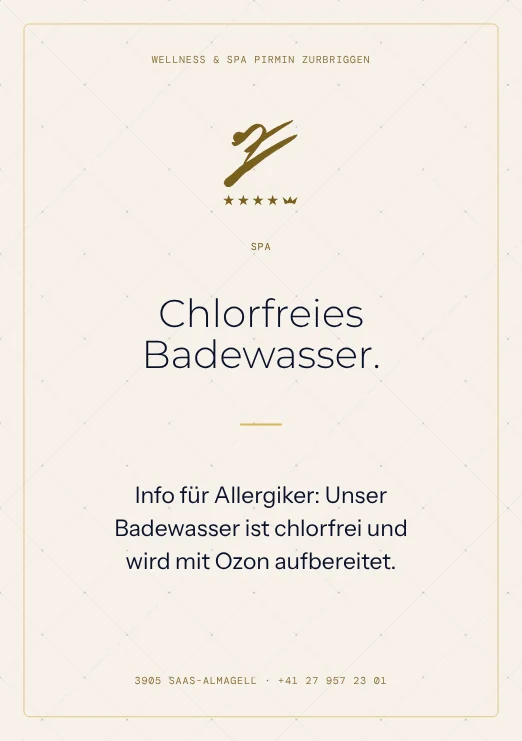 WELLNESS & SPA PIRMIN ZURBRIGGEN
SPA
Chlorfreies
Badewasser.
Info für Allergiker: Unser
Badewasser ist chlorfrei und
wird mit Ozon aufbereitet.
3905 SAAS-ALMAGELL · +41 27 957 23 01